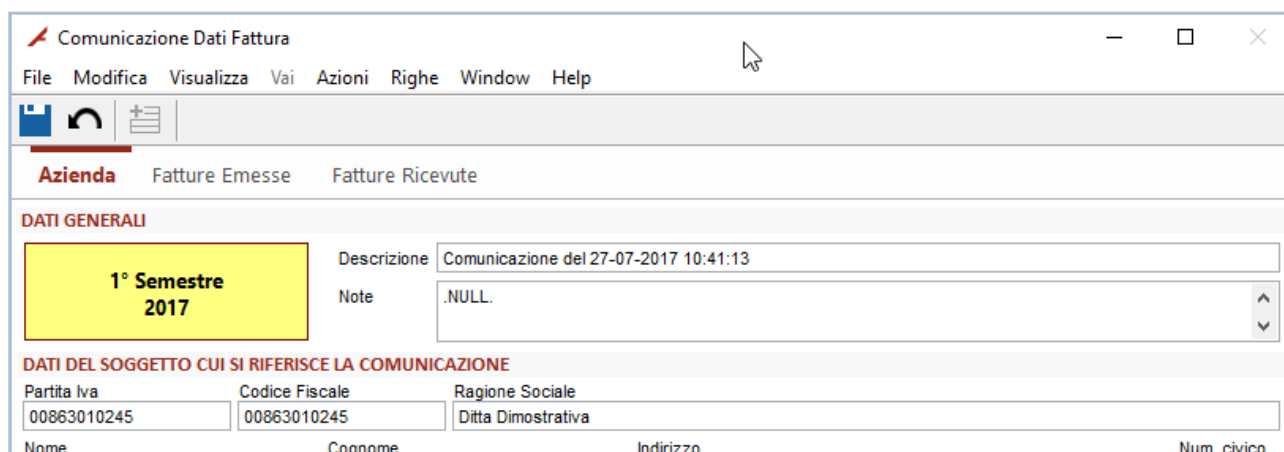 Comunicazione Dati Fattura
File Modifica Visualizza Vai Azioni Righe Window Help
Azienda Fatture Emesse Fatture Ricevute
DATI GENERALI
1° Semestre
2017
Descrizione Comunicazione del 27-07-2017 10:41:13
Note .NULL.
DATI DEL SOGGETTO CUI SI RIFERISCE LA COMUNICAZIONE
Partita Iva Codice Fiscale Ragione Sociale
00863010245 00863010245 Ditta Dimostrativa
Nome Cognome Indirizzo Num. civico